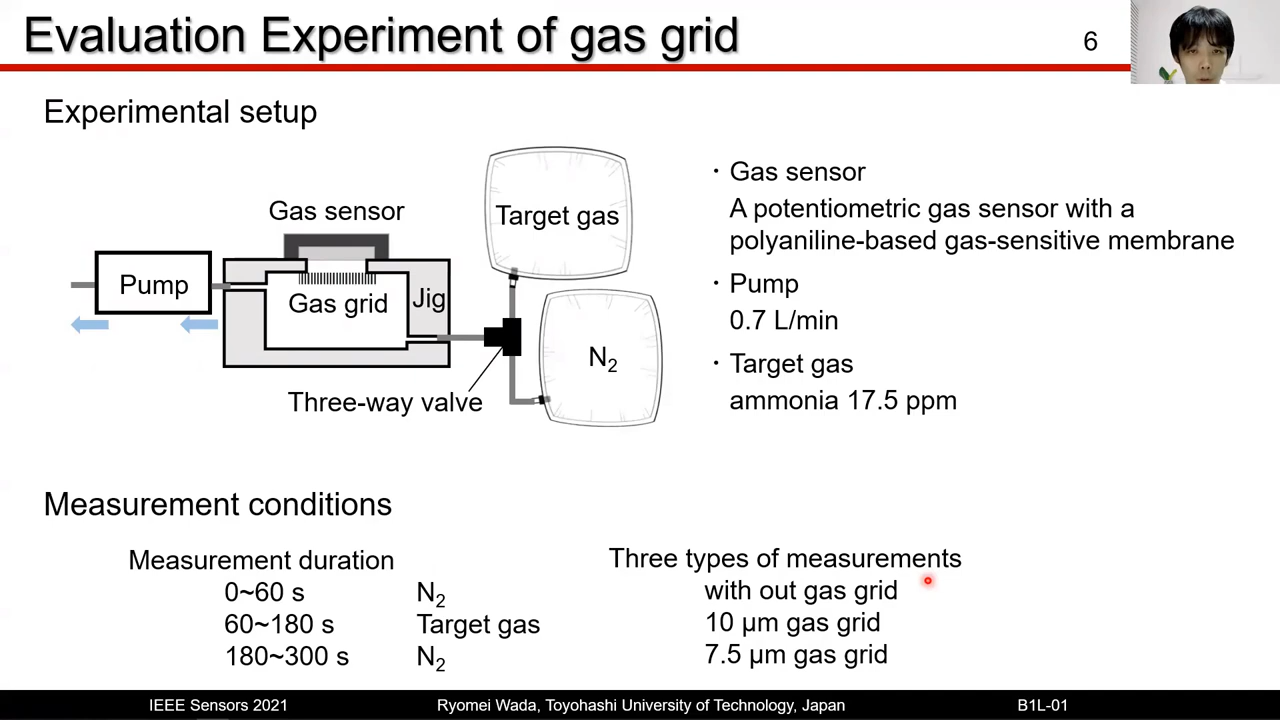 Evaluation Experiment of gas grid
6
Experimental setup
Gas sensor
Target gas
Pump
Gas grid
Jig
N₂
Three-way valve
・ Gas sensor
A potentiometric gas sensor with a
polyaniline-based gas-sensitive membrane
・ Pump
0.7 L/min
・ Target gas
ammonia 17.5 ppm
Measurement conditions
Measurement duration
0~60 s N₂
60~180 s Target gas
180~300 s N₂
Three types of measurements
with out gas grid
10 μm gas grid
7.5 μm gas grid
IEEE Sensors 2021 Ryomei Wada, Toyohashi University of Technology, Japan B1L-01